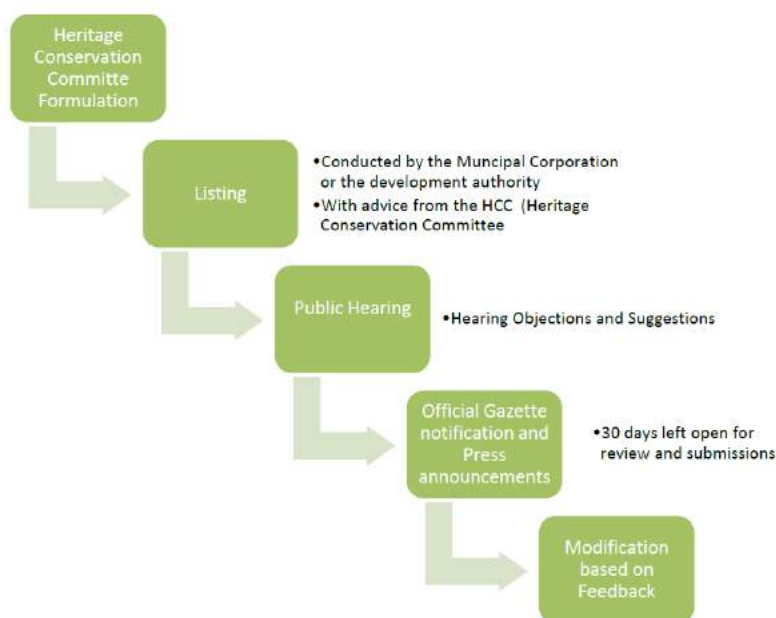 Heritage
Conservation
Committe
Formulation
Listing
•Conducted by the Muncipal Corporation
or the development authority
•With advice from the HCC (Heritage
Conservation Committee
Public Hearing
•Hearing Objections and Suggestions
Official Gazette
notification and
Press
announcements
•30 days left open for
review and submissions
Modification
based on
Feedback